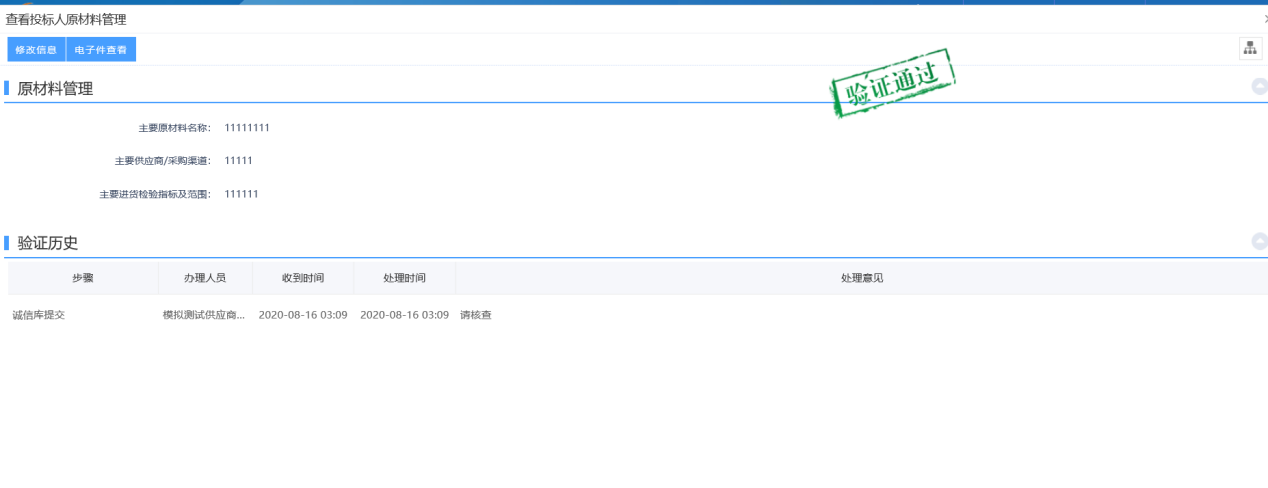 查看投标人原材料管理
修改信息 电子件查看
验证通过
原材料管理
主要原材料名称： 11111111
主要供应商/采购渠道： 11111
主要进货检验指标及范围： 111111
验证历史
步骤 办理人员 收到时间 处理时间 处理意见
诚信库提交 模拟测试供应商... 2020-08-16 03:09 2020-08-16 03:09 请核查